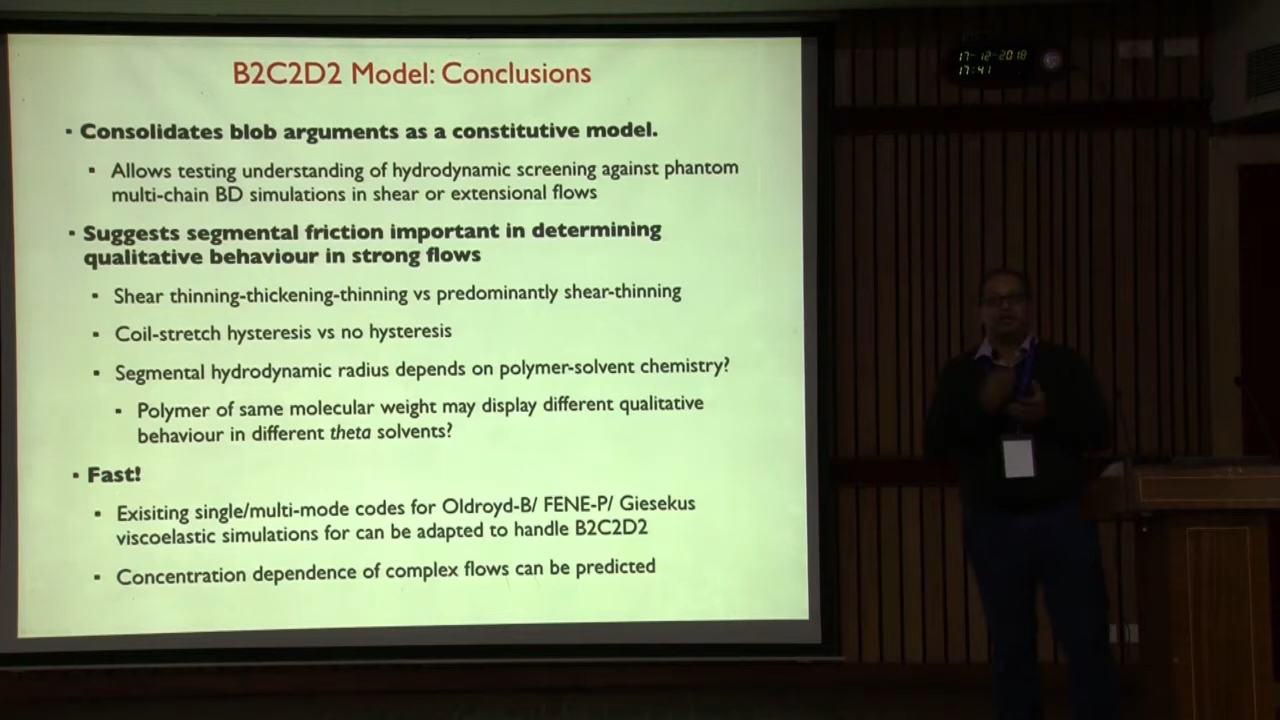 B2C2D2 Model: Conclusions
▪ Consolidates blob arguments as a constitutive model.
▪ Allows testing understanding of hydrodynamic screening against phantom
multi-chain BD simulations in shear or extensional flows
▪ Suggests segmental friction important in determining
qualitative behaviour in strong flows
▪ Shear thinning-thickening-thinning vs predominantly shear-thinning
▪ Coil-stretch hysteresis vs no hysteresis
▪ Segmental hydrodynamic radius depends on polymer-solvent chemistry?
▪ Polymer of same molecular weight may display different qualitative
behaviour in different theta solvents?
▪ Fast!
▪ Exisiting single/multi-mode codes for Oldroyd-B/ FENE-P/ Giesekus
viscoelastic simulations for can be adapted to handle B2C2D2
▪ Concentration dependence of complex flows can be predicted
17-12-2018
17:41